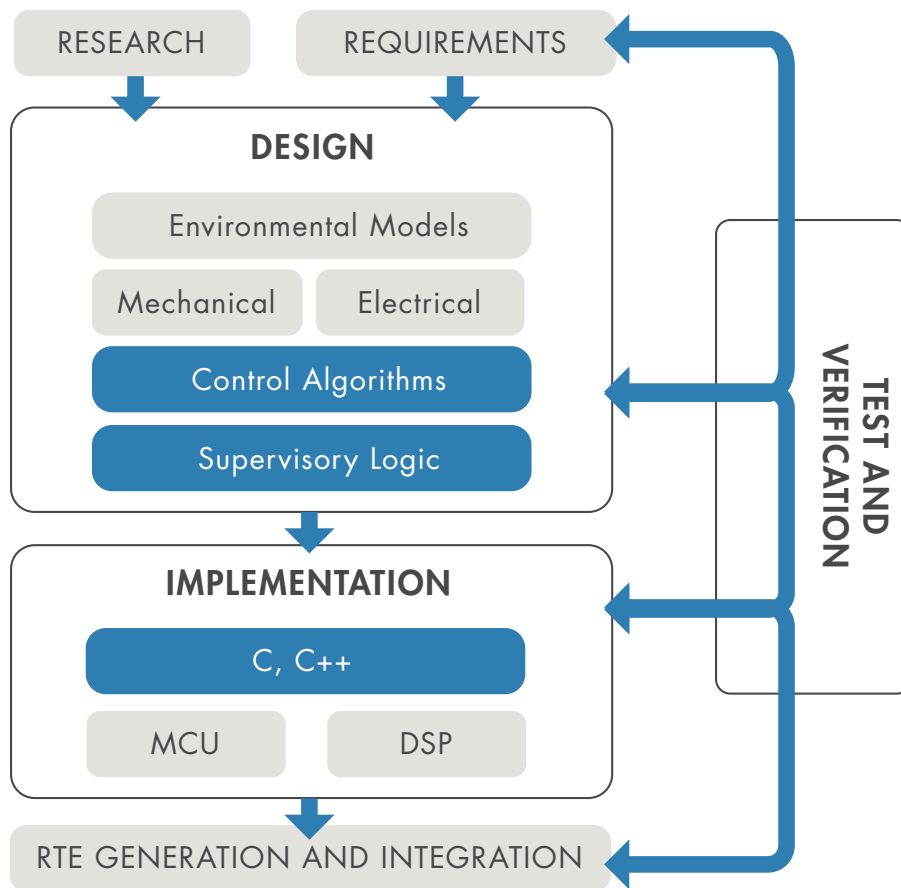 RESEARCH
REQUIREMENTS
DESIGN
Environmental Models
Mechanical
Electrical
Control Algorithms
Supervisory Logic
TEST AND
VERIFICATION
IMPLEMENTATION
C, C++
MCU
DSP
RTE GENERATION AND INTEGRATION